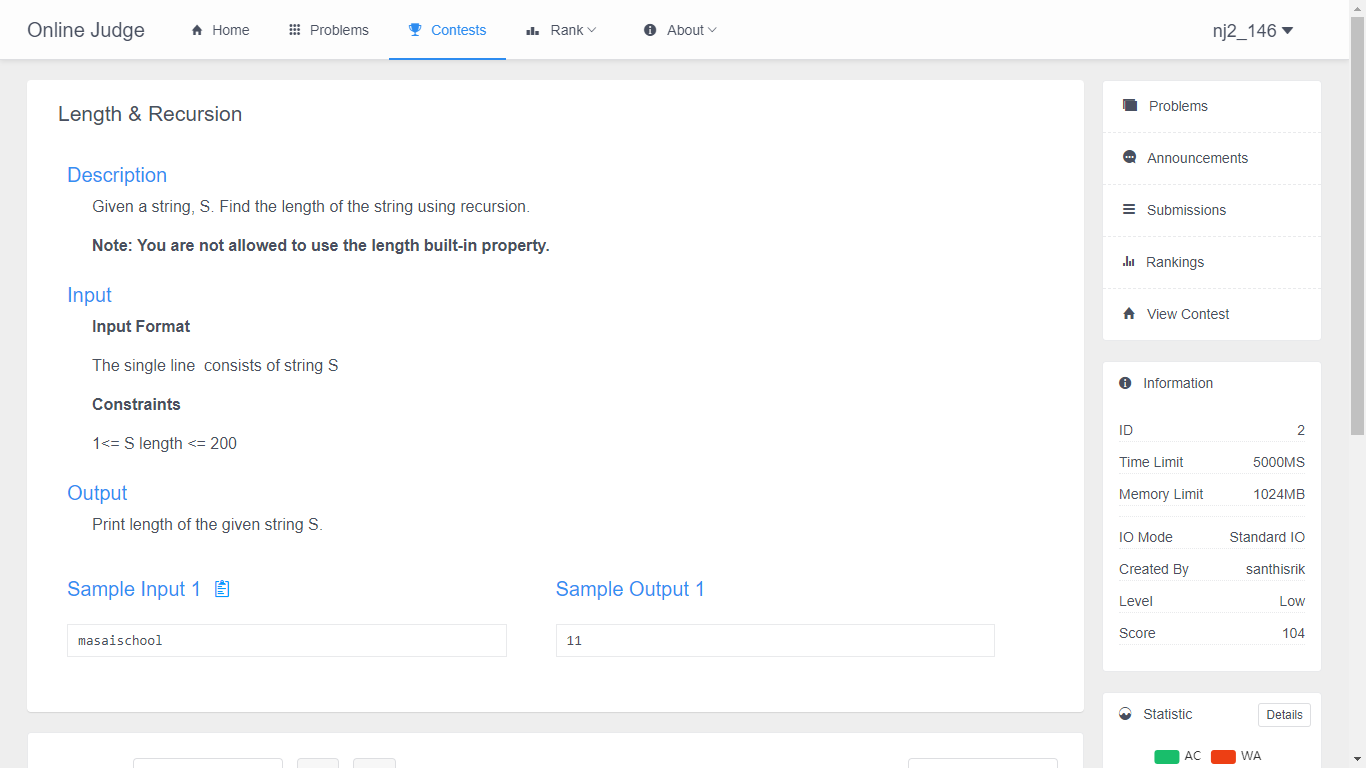 Online Judge
Home
Problems
Contests
Rank
About
nj2_146
Length & Recursion
Description
Given a string, S. Find the length of the string using recursion.
Note: You are not allowed to use the length built-in property.
Input
Input Format
The single line  consists of string S
Constraints
1<= S length <= 200
Output
Print length of the given string S.
Sample Input 1
masaischool
Sample Output 1
11
Problems
Announcements
Submissions
Rankings
View Contest
Information
ID 2
Time Limit 5000MS
Memory Limit 1024MB
IO Mode Standard IO
Created By santhisrik
Level Low
Score 104
Statistic
Details
AC WA